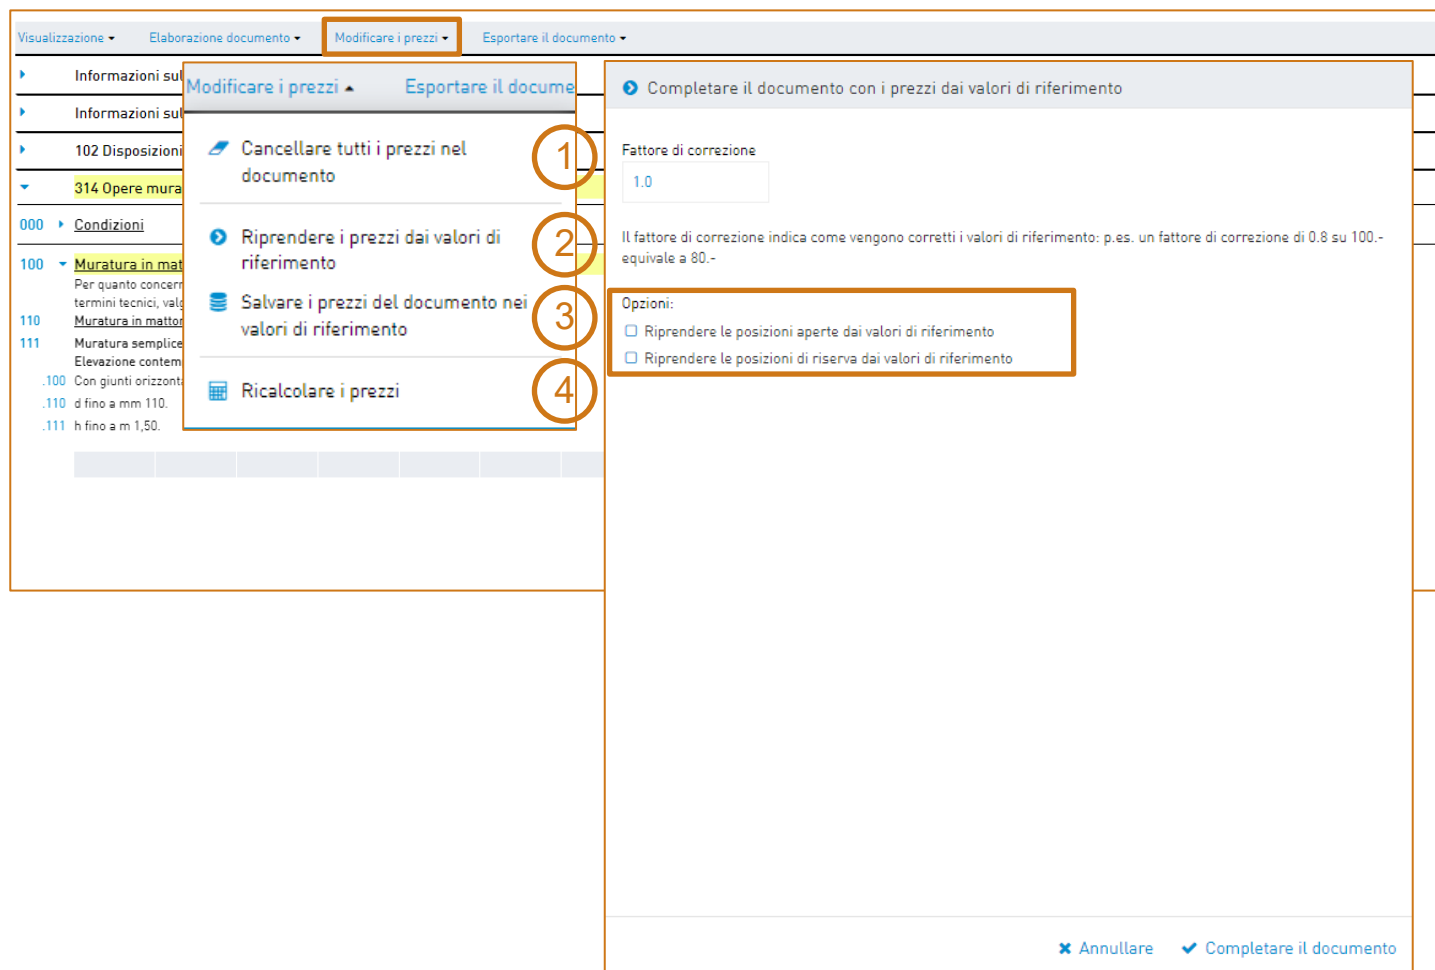 Visualizzazione
Elaborazione documento
Modificare i prezzi
Esportare il documento
Informazioni sul
Informazioni sul
102 Disposizioni
314 Opere mura
000 Condizioni
100 Muratura in mat
Per quanto concern
termini tecnici, valg
110 Muratura in matton
111 Muratura semplice
Elevazione contem
.100 Con giunti orizzonta
.110 d fino a mm 110.
.111 h fino a m 1,50.
Modificare i prezzi
Esportare il docume
Cancellare tutti i prezzi nel
documento
1
Riprendere i prezzi dai valori di
riferimento
2
Salvare i prezzi del documento nei
valori di riferimento
3
Ricalcolare i prezzi
4
Completare il documento con i prezzi dai valori di riferimento
Fattore di correzione
1.0
Il fattore di correzione indica come vengono corretti i valori di riferimento: p.es. un fattore di correzione di 0.8 su 100.-
equivale a 80.-
Opzioni:
Riprendere le posizioni aperte dai valori di riferimento
Riprendere le posizioni di riserva dai valori di riferimento
Annullare
Completare il documento